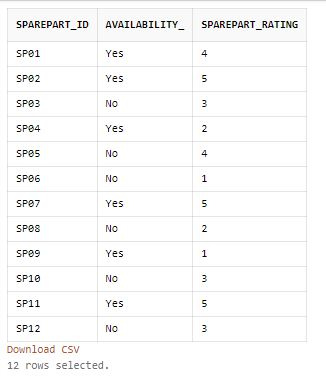 SPAREPART_ID AVAILABILITY_ SPAREPART_RATING
SP01 Yes 4
SP02 Yes 5
SP03 No 3
SP04 Yes 2
SP05 No 4
SP06 No 1
SP07 Yes 5
SP08 No 2
SP09 Yes 1
SP10 No 3
SP11 Yes 5
SP12 No 3
Download CSV
12 rows selected.